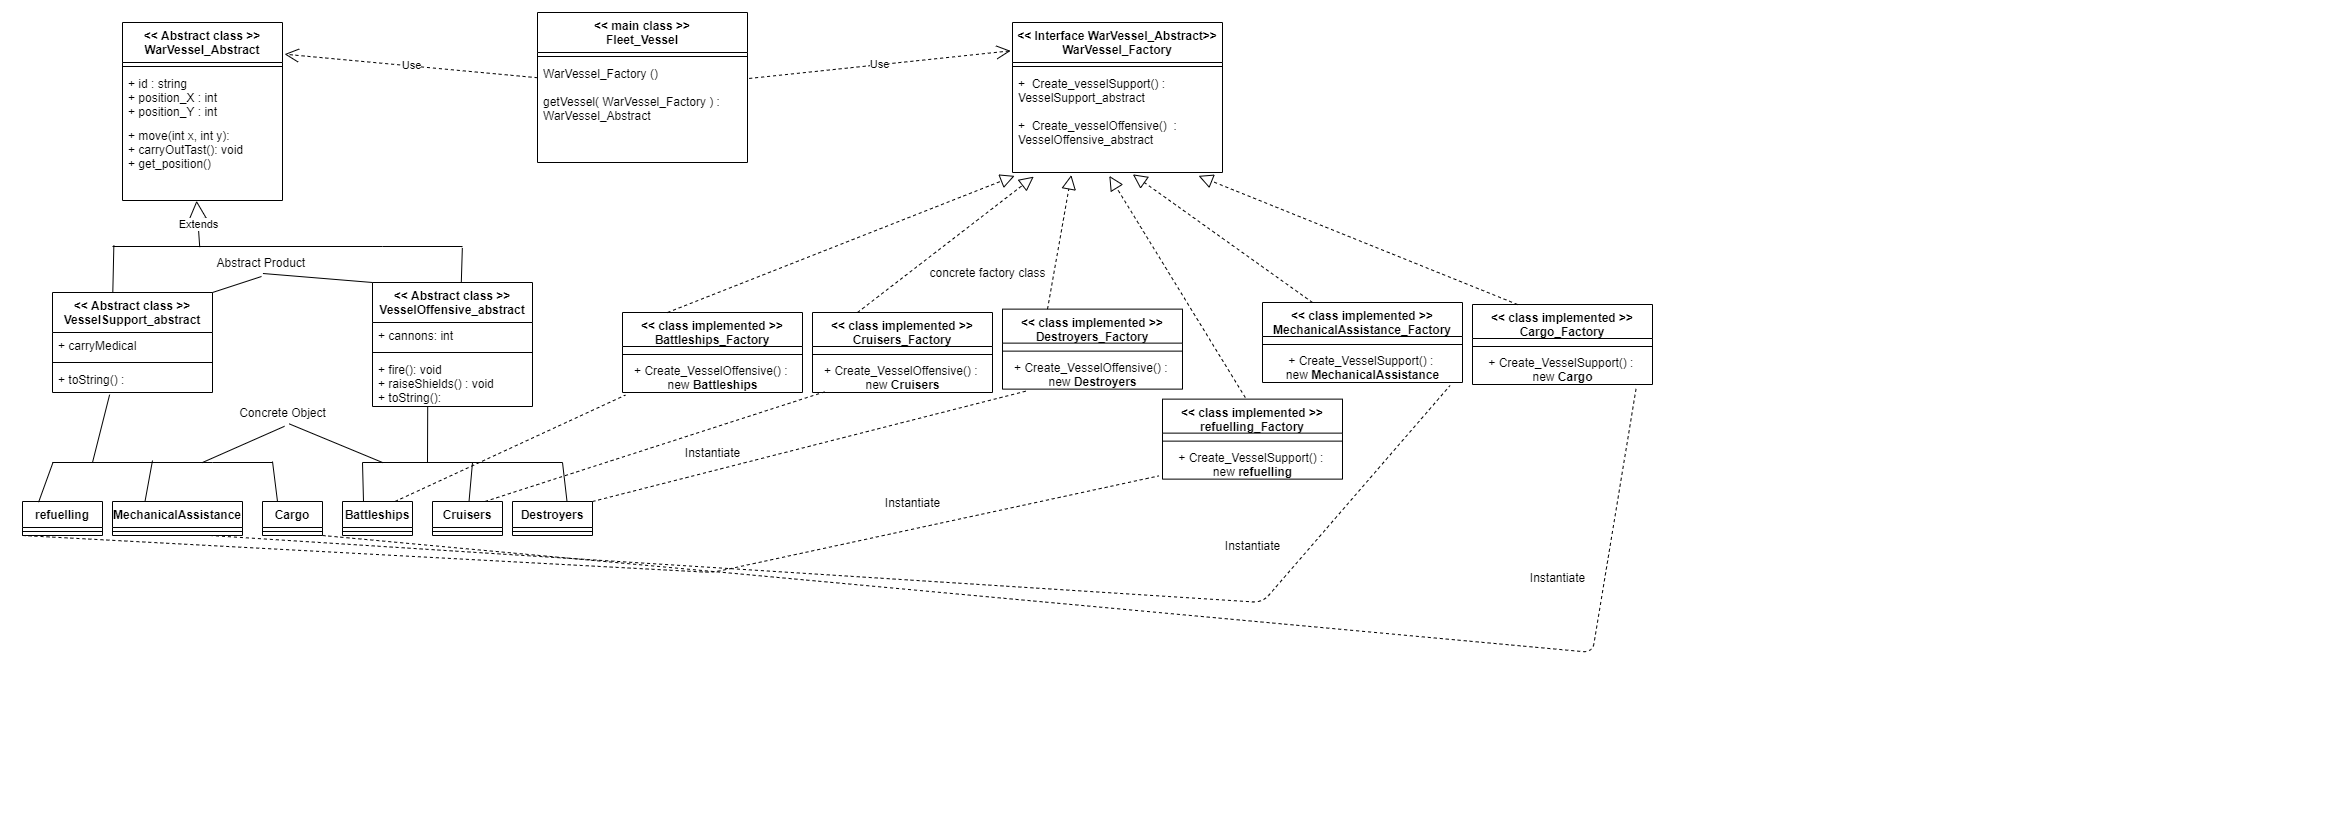 << Abstract class >>
WarVessel_Abstract
+ id : string
+ position_X : int
+ position_Y : int
+ move(int x, int y):
+ carryOutTast(): void
+ get_position()
Use
<< main class >>
Fleet_Vessel
WarVessel_Factory ()
getVessel( WarVessel_Factory ) :
WarVessel_Abstract
Use
<< Interface WarVessel_Abstract>>
WarVessel_Factory
+ Create_vesselSupport() :
VesselSupport_abstract
+ Create_vesselOffensive() :
VesselOffensive_abstract
Extends
Abstract Product
<< Abstract class >>
VesselSupport_abstract
+ carryMedical
+ toString() :
<< Abstract class >>
VesselOffensive_abstract
+ cannons: int
+ fire(): void
+ raiseShields() : void
+ toString():
concrete factory class
<< class implemented >>
Battleships_Factory
+ Create_VesselOffensive() :
new Battleships
<< class implemented >>
Cruisers_Factory
+ Create_VesselOffensive() :
new Cruisers
<< class implemented >>
Destroyers_Factory
+ Create_VesselOffensive() :
new Destroyers
<< class implemented >>
MechanicalAssistance_Factory
+ Create_VesselSupport() :
new MechanicalAssistance
<< class implemented >>
Cargo_Factory
+ Create_VesselSupport() :
new Cargo
<< class implemented >>
refuelling_Factory
+ Create_VesselSupport() :
new refuelling
Concrete Object
Instantiate
Instantiate
Instantiate
Instantiate
refuelling
MechanicalAssistance
Cargo
Battleships
Cruisers
Destroyers